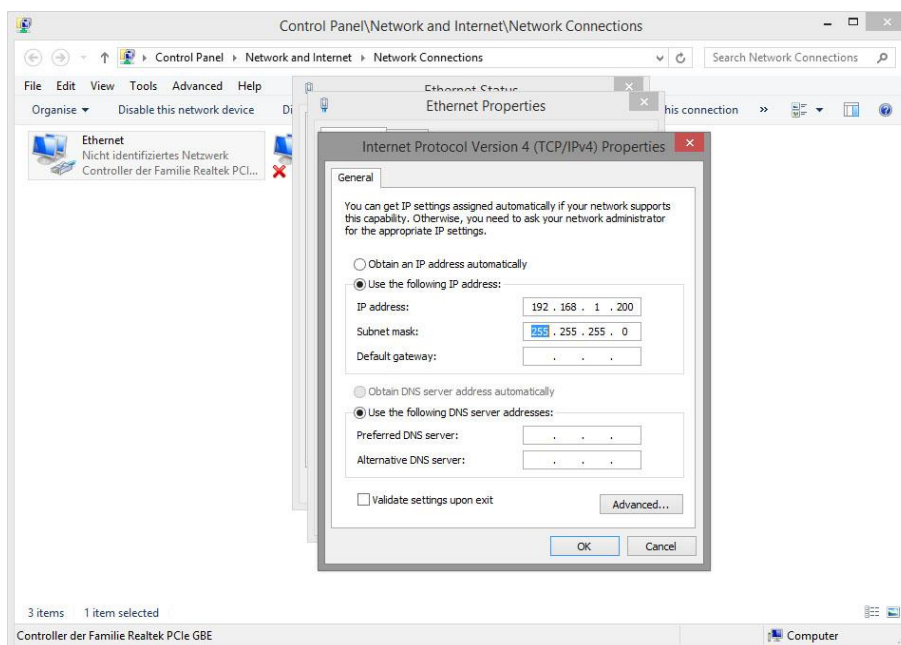 Control Panel\Network and Internet\Network Connections
Control Panel Network and Internet Network Connections
Search Network Connections
File Edit View Tools Advanced Help
Organise Disable this network device
his connection »
Ethernet Status
Ethernet Properties
Ethernet
Nicht identifiziertes Netzwerk
Controller der Familie Realtek PCI...
Internet Protocol Version 4 (TCP/IPv4) Properties
General
You can get IP settings assigned automatically if your network supports
this capability. Otherwise, you need to ask your network administrator
for the appropriate IP settings.
Obtain an IP address automatically
Use the following IP address:
IP address: 192 . 168 . 1 . 200
Subnet mask: 255 . 255 . 255 . 0
Default gateway: . . .
Obtain DNS server address automatically
Use the following DNS server addresses:
Preferred DNS server: . . .
Alternative DNS server: . . .
Validate settings upon exit
Advanced...
OK Cancel
3 items 1 item selected
Controller der Familie Realtek PCIe GBE
Computer